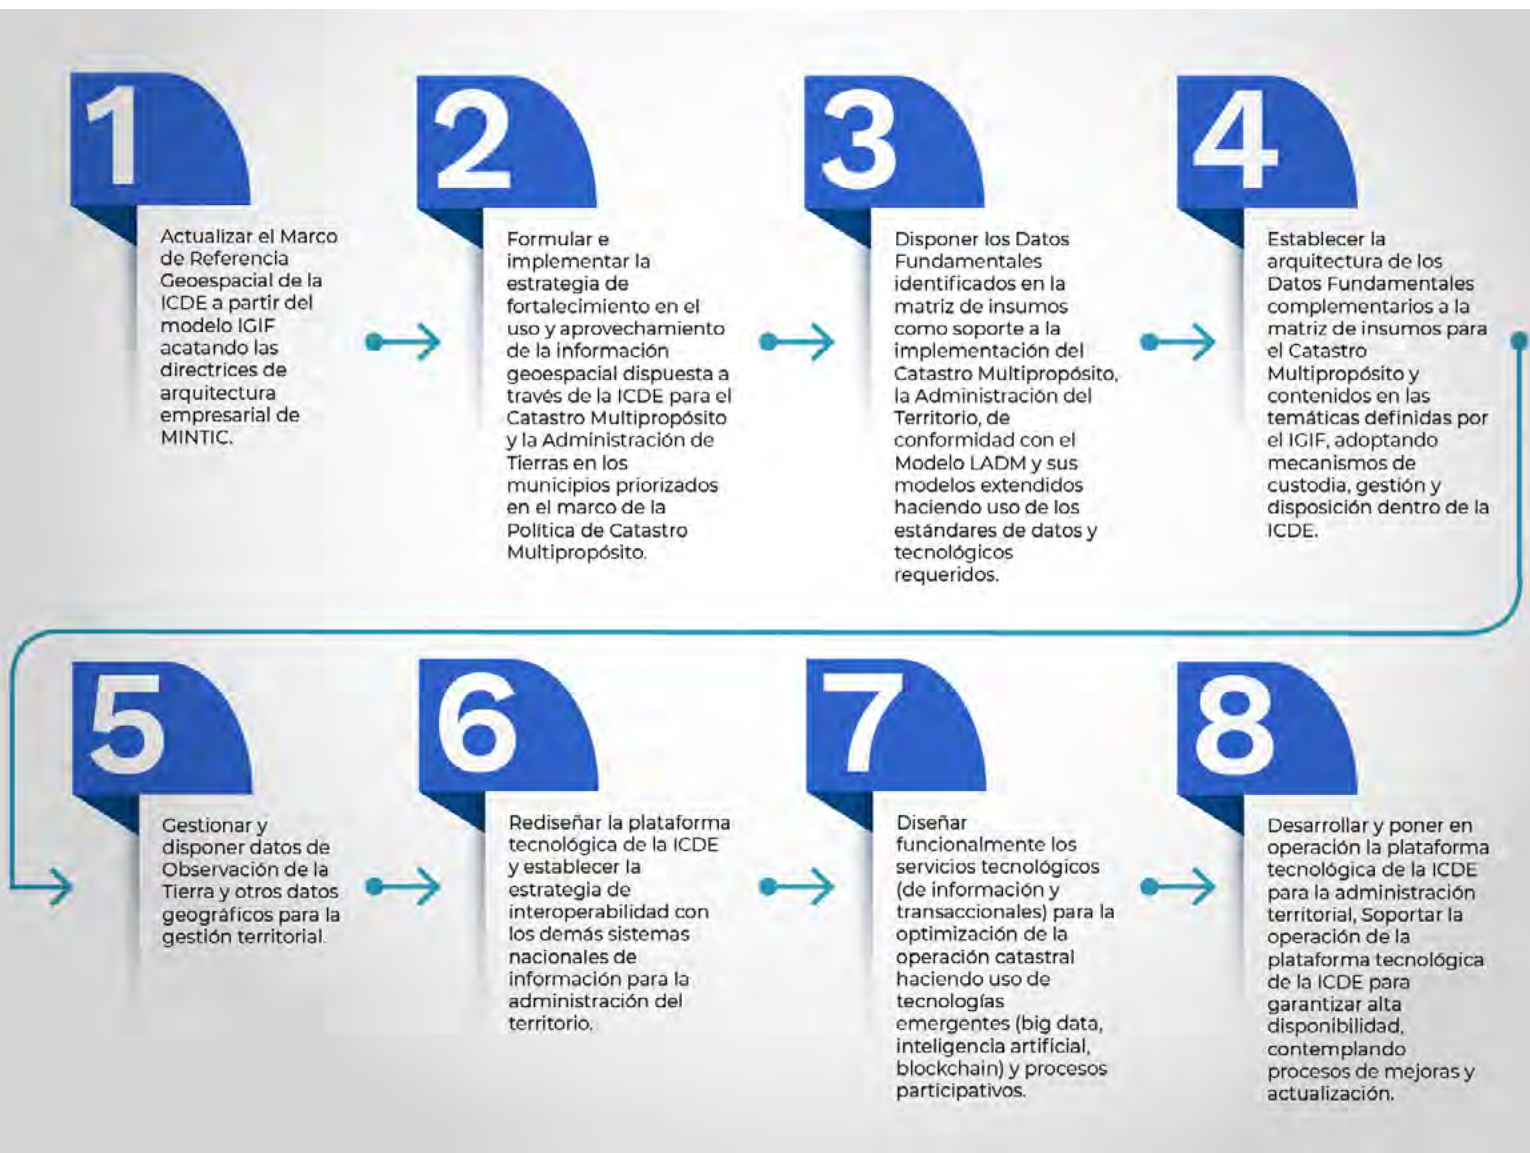 1
Actualizar el Marco
de Referencia
Geoespacial de la
ICDE a partir del
modelo IGIF
acatando las
directrices de
arquitectura
empresarial de
MINTIC.
2
Formular e
implementar la
estrategia de
fortalecimiento en el
uso y aprovechamiento
de la información
geoespacial dispuesta a
través de la ICDE para el
Catastro Multipropósito
y la Administración de
Tierras en los
municipios priorizados
en el marco de la
Política de Catastro
Multipropósito.
3
Disponer los Datos
Fundamentales
identificados en la
matriz de insumos
como soporte a la
implementación del
Catastro Multipropósito,
la Administración del
Territorio, de
conformidad con el
Modelo LADM y sus
modelos extendidos
haciendo uso de los
estándares de datos y
tecnológicos
requeridos.
4
Establecer la
arquitectura de los
Datos Fundamentales
complementarios a la
matriz de insumos para
el Catastro
Multipropósito y
contenidos en las
temáticas definidas por
el IGIF, adoptando
mecanismos de
custodia, gestión y
disposición dentro de la
ICDE.
5
Gestionar y
disponer datos de
Observación de la
Tierra y otros datos
geográficos para la
gestión territorial.
6
Rediseñar la plataforma
tecnológica de la ICDE
y establecer la
estrategia de
interoperabilidad con
los demás sistemas
nacionales de
información para la
administración del
territorio.
7
Diseñar
funcionalmente los
servicios tecnológicos
(de información y
transaccionales) para la
optimización de la
operación catastral
haciendo uso de
tecnologías
emergentes (big data,
inteligencia artificial,
blockchain) y procesos
participativos.
8
Desarrollar y poner en
operación la plataforma
tecnológica de la ICDE
para la administración
territorial, Soportar la
operación de la
plataforma tecnológica
de la ICDE para
garantizar alta
disponibilidad,
contemplando
procesos de mejoras y
actualización.